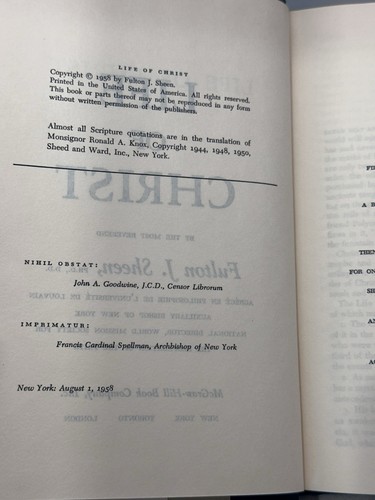 LIFE OF CHRIST
Copyright © 1958 by Fulton J. Sheen.
Printed in the United States of America. All rights reserved.
This book or parts thereof may not be reproduced in any form
without written permission of the publishers.
Almost all Scripture quotations are in the translation of
Monsignor Ronald A. Knox, Copyright 1944, 1948, 1950,
Sheed and Ward, Inc., New York.
NIHIL OBSTAT:
John A. Goodwine, J.C.D., Censor Librorum
IMPRIMATUR:
Francis Cardinal Spellman, Archbishop of New York
New York: August 1, 1958